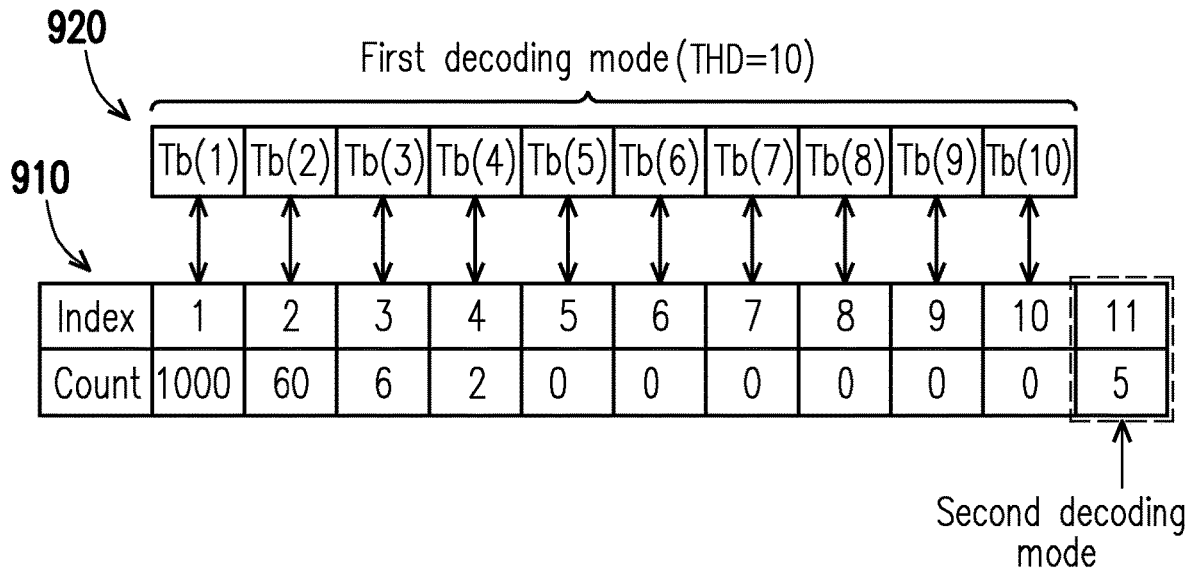 920
First decoding mode(THD=10)
Tb(1) Tb(2) Tb(3) Tb(4) Tb(5) Tb(6) Tb(7) Tb(8) Tb(9) Tb(10)
910
Index 1 2 3 4 5 6 7 8 9 10 11
Count 1000 60 6 2 0 0 0 0 0 0 5
Second decoding
mode